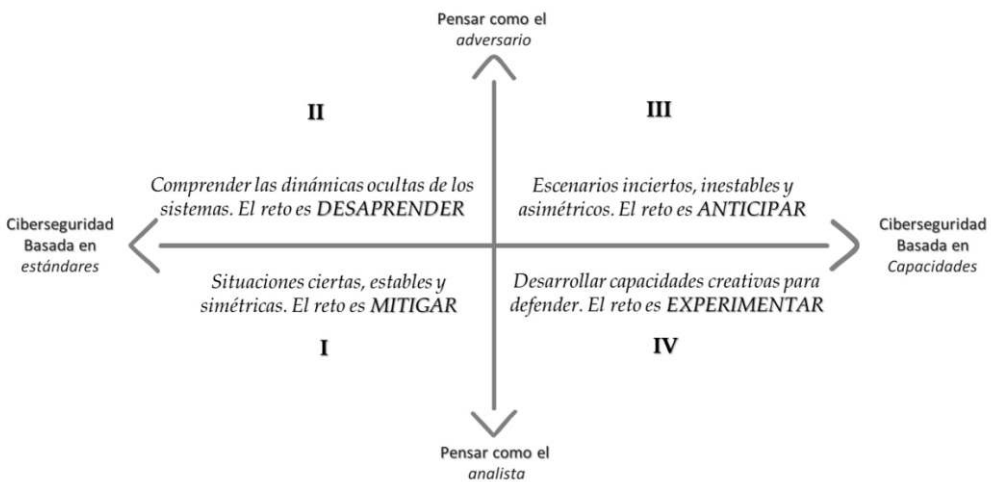 Pensar como el
adversario
II
III
Comprender las dinámicas ocultas de los
sistemas. El reto es DESAPRENDER
Escenarios inciertos, inestables y
asimétricos. El reto es ANTICIPAR
Ciberseguridad
Basada en
estándares
Ciberseguridad
Basada en
Capacidades
Situaciones ciertas, estables y
simétricas. El reto es MITIGAR
Desarrollar capacidades creativas para
defender. El reto es EXPERIMENTAR
I
IV
Pensar como el
analista